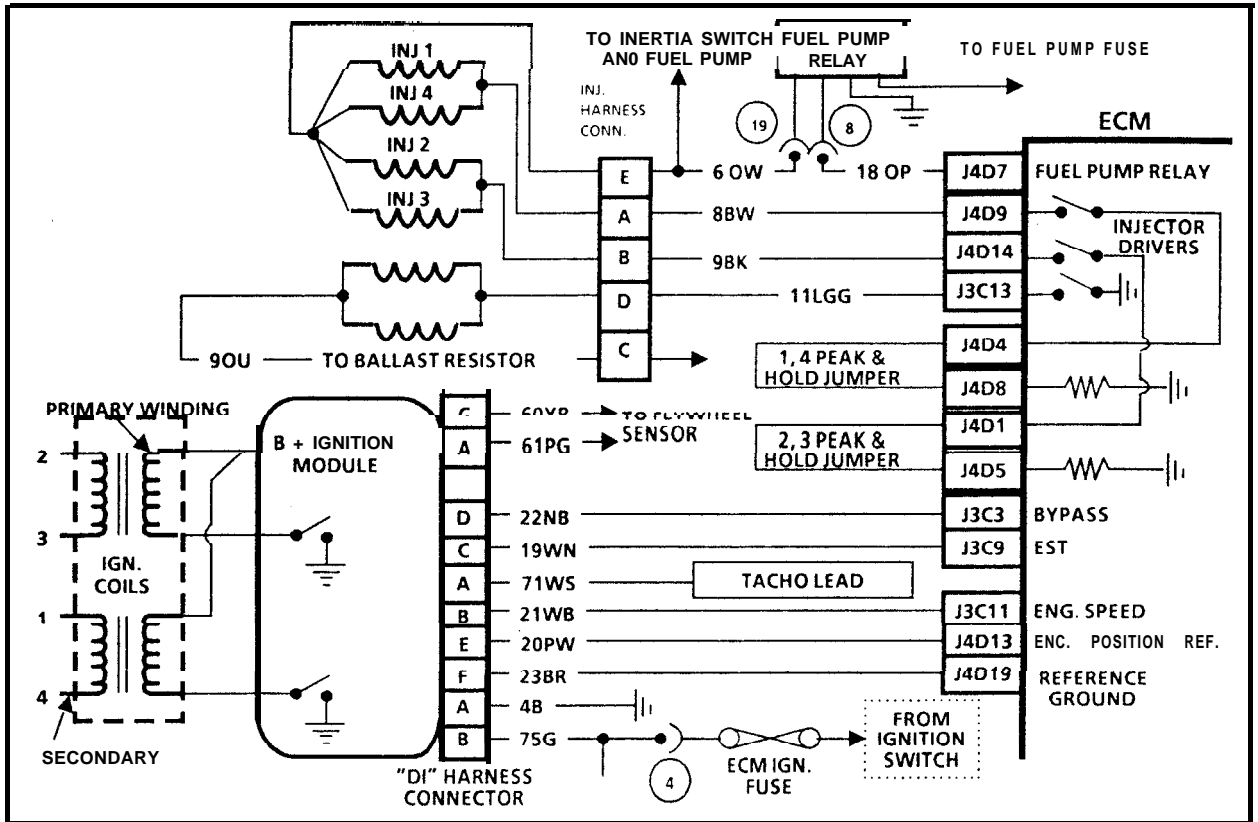 TO INERTIA SWITCH FUEL PUMP
AN0 FUEL PUMP
RELAY
TO FUEL PUMP FUSE
INJ 1
INJ 4
INJ 2
INJ 3
INJ.
HARNESS
CONN.
19
8
ECM
E
6 OW
18 OP
J4D7
FUEL PUMP RELAY
A
8BW
J4D9
INJECTOR
DRIVERS
B
9BK
J4D14
D
11LGG
J3C13
C
90U
TO BALLAST RESISTOR
1, 4 PEAK &
HOLD JUMPER
J4D4
J4D8
2, 3 PEAK &
HOLD JUMPER
J4D1
J4D5
PRIMARY WINDING
B + IGNITION
MODULE
TO FLYWHEEL
SENSOR
A
61PG
2
3
IGN.
COILS
1
4
SECONDARY
D
22NB
J3C3
BYPASS
C
19WN
J3C9
EST
A
71WS
TACHO LEAD
B
21WB
J3C11
ENG. SPEED
E
20PW
J4D13
ENC. POSITION REF.
F
23BR
J4D19
REFERENCE
GROUND
A
4B
B
75G
4
ECM IGN.
FUSE
FROM
IGNITION
SWITCH
"DI" HARNESS
CONNECTOR